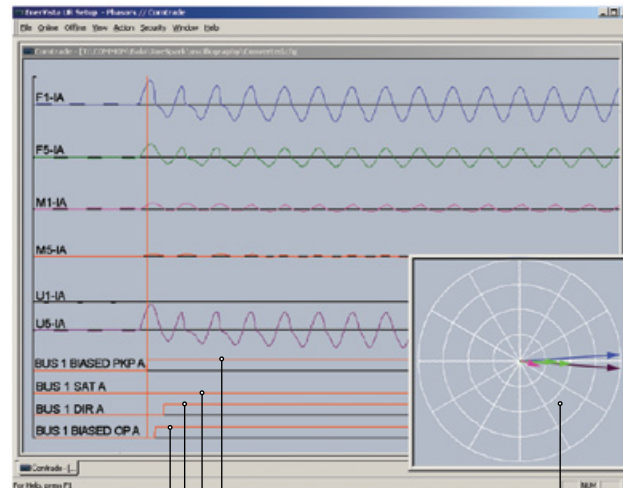 EnerVista UR Setup - Phasors // Comtrade
File Online Offline View Action Security Window Help
F1-IA
F5-IA
M1-IA
M5-IA
U1-IA
U5-IA
BUS 1 BIASED PKP A
BUS 1 SAT A
BUS 1 DIR A
BUS 1 BIASED OP A
Comtrade - [...
For Help, press F1
NUM